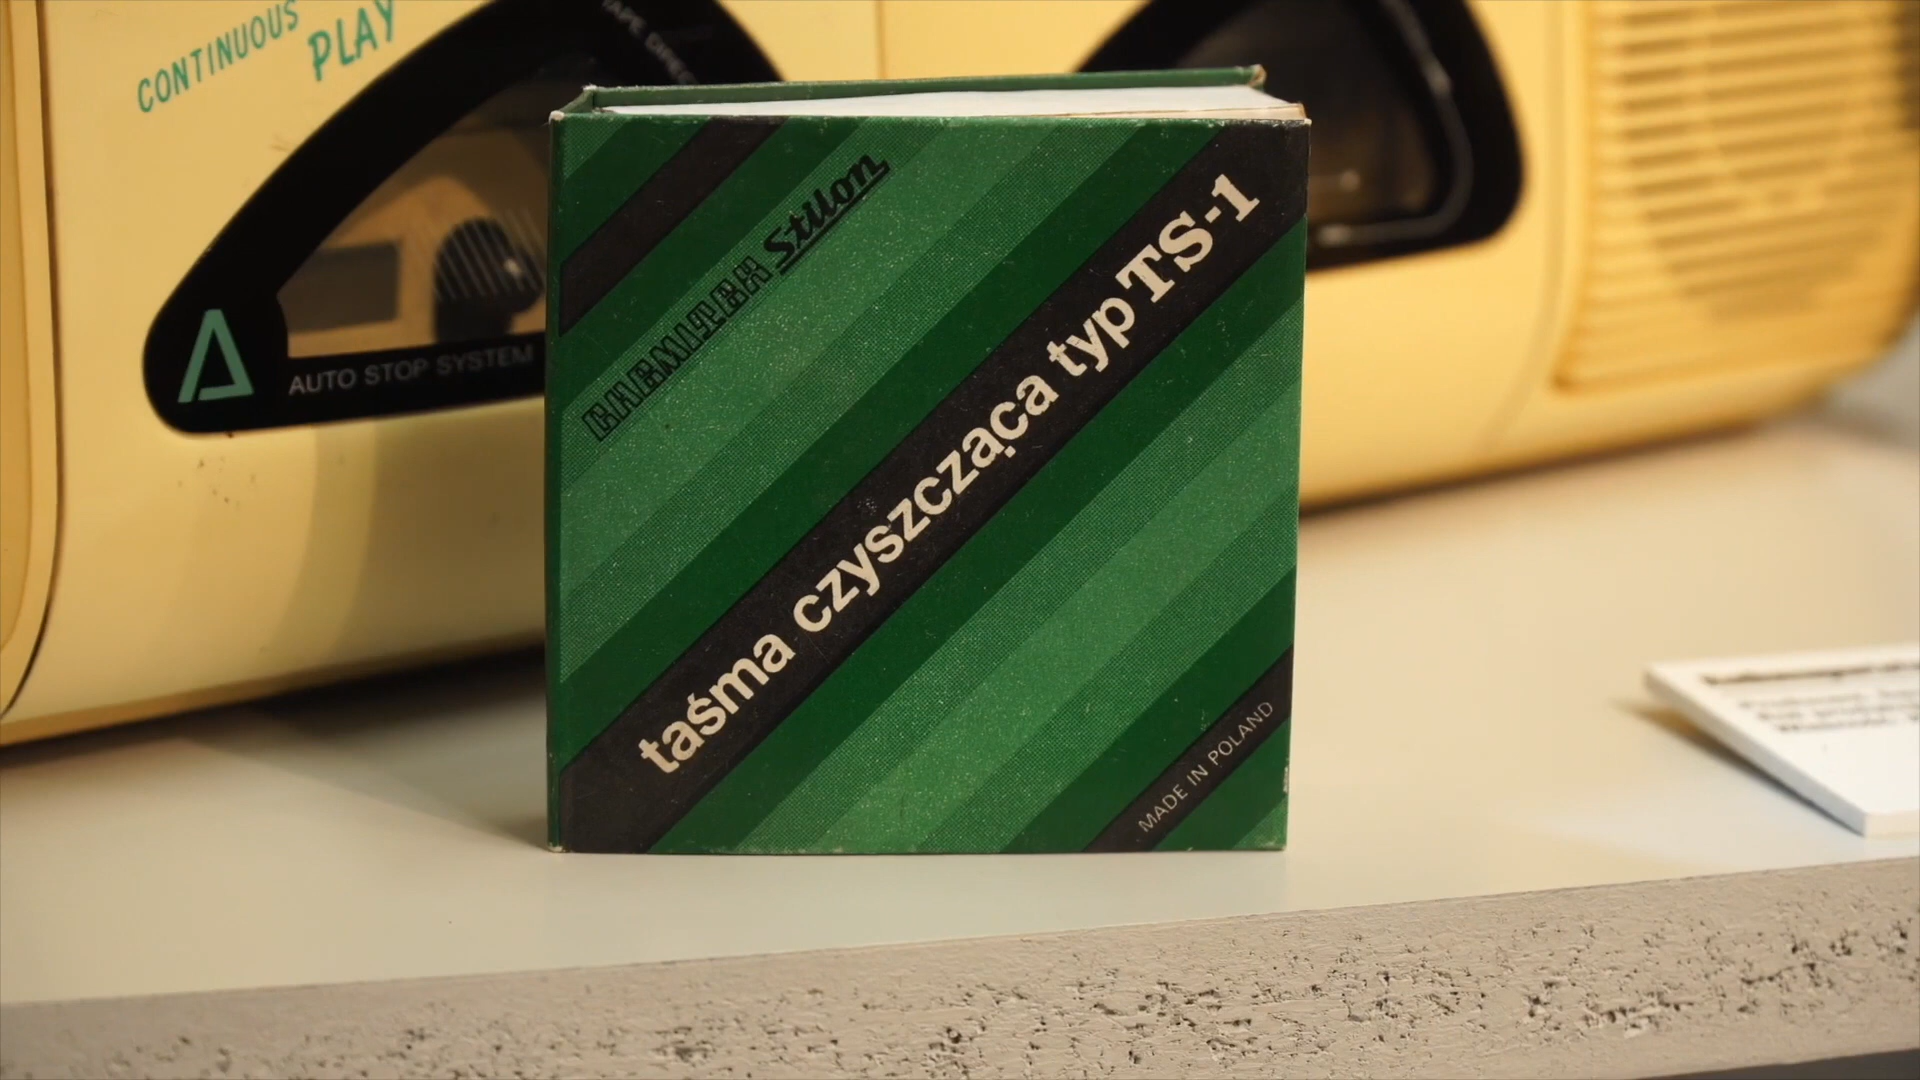 CONTINUOUS
PLAY
AUTO STOP SYSTEM
CHEMITEX Stilon
taśma czyszcząca typ TS-1
MADE IN POLAND